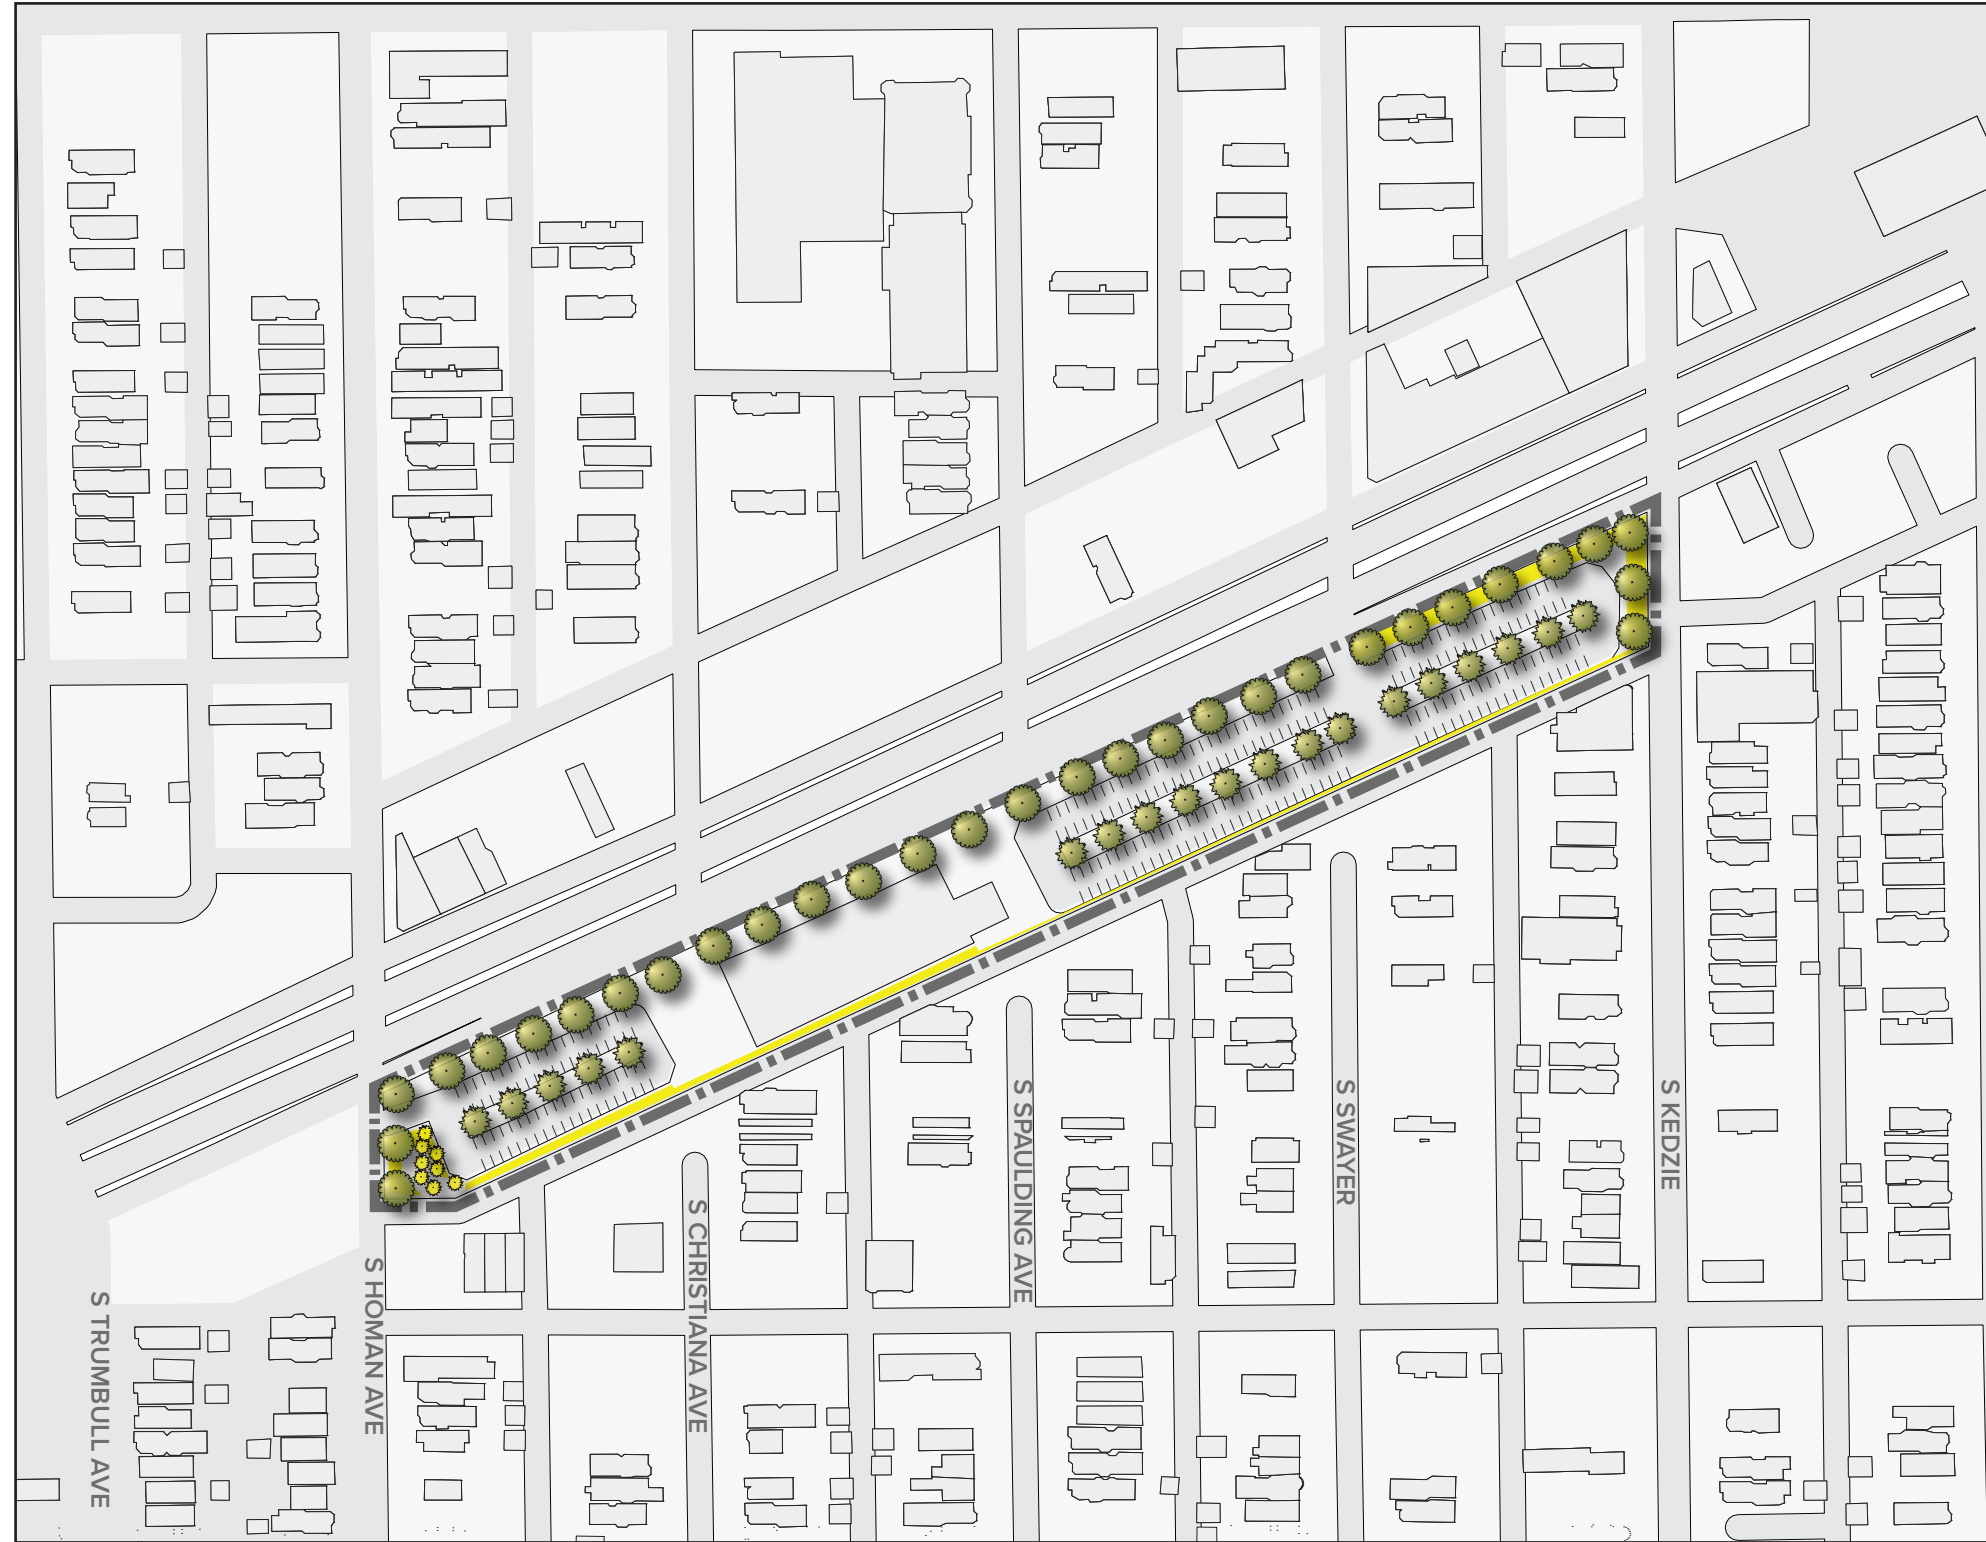 S TRUMBULL AVE
S HOMAN AVE
S CHRISTIANA AVE
S SPAULDING AVE
S SWAYER
S KEDZIE